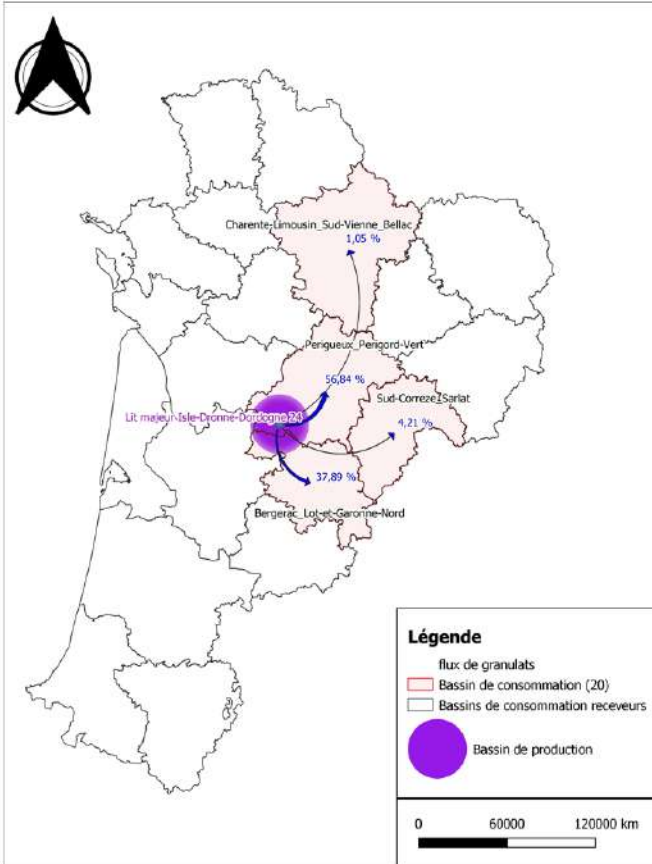 Charente-Limousin_Sud-Vienne_Bellac
1,05 %
Perigueux_Perigord-Vert
56,84 %
Sud-Correze_Sarlat
Lit majeur-Isle-Dronne-Dordogne 24
4,21 %
37,89 %
Bergerac_Lot-et-Garonne-Nord
Légende
flux de granulats
Bassin de consommation (20)
Bassins de consommation receveurs
Bassin de production
0 60000 120000 km